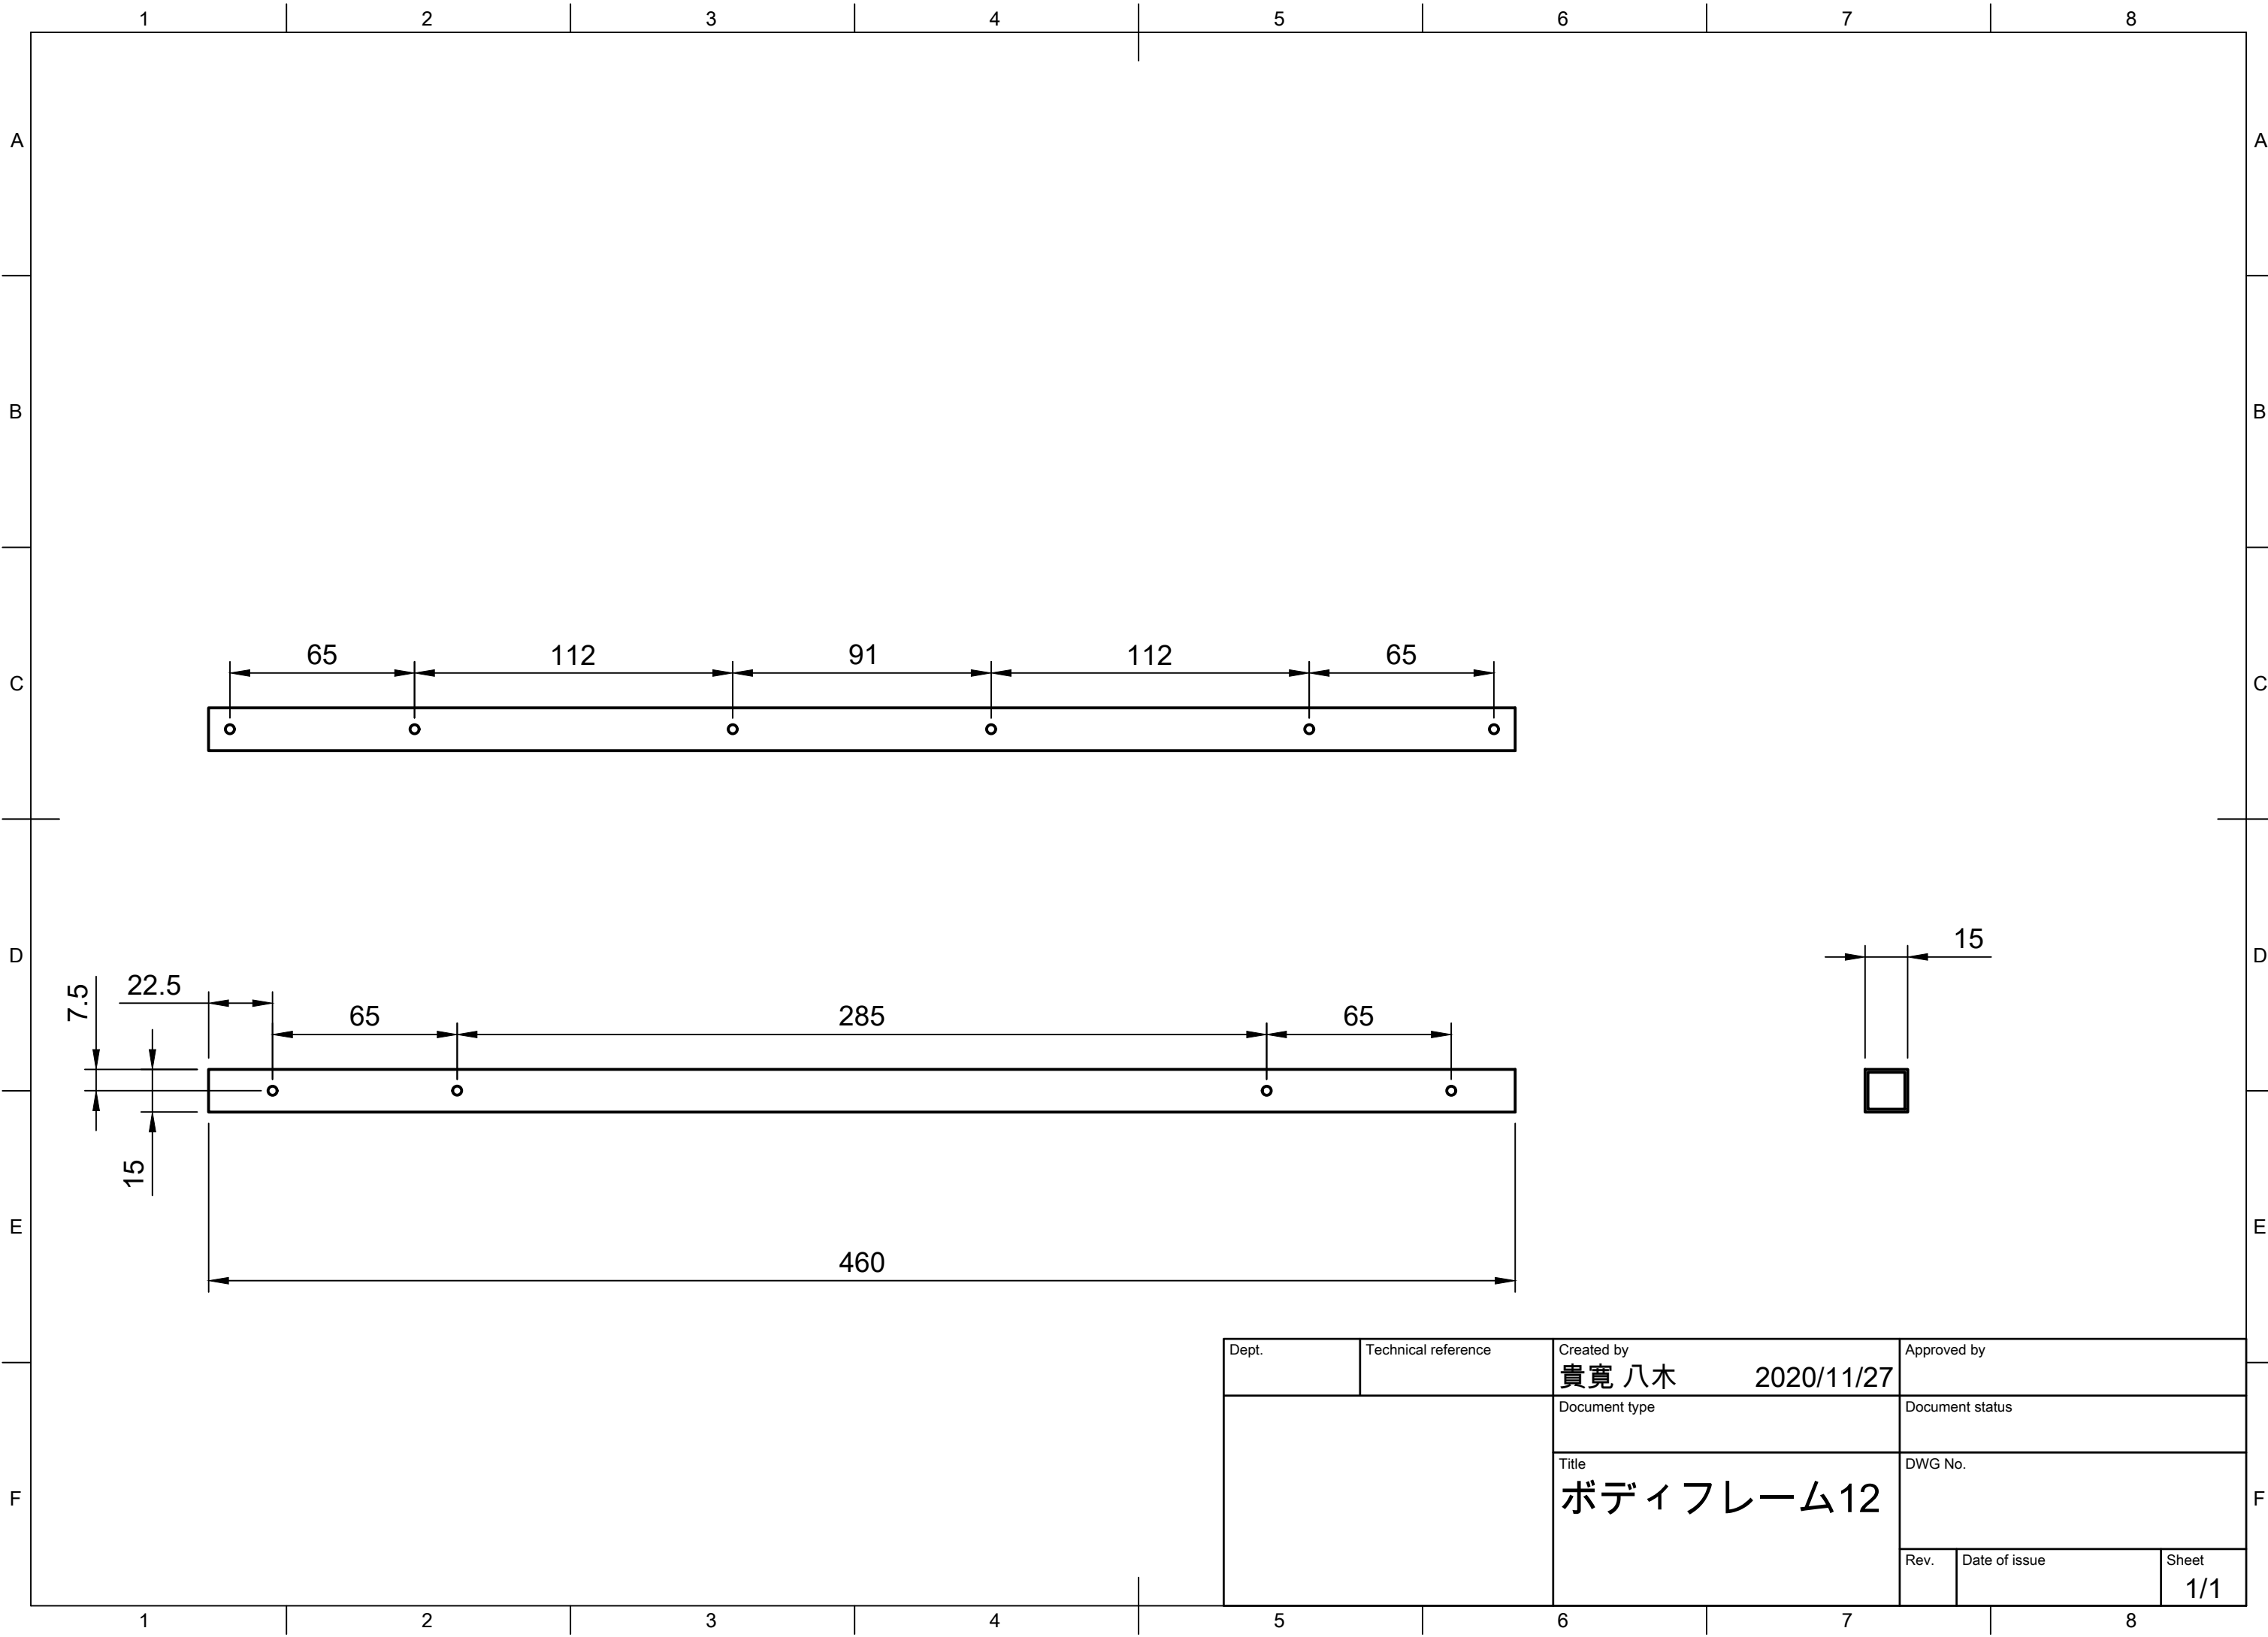 1 2 3 4 5 6 7 8
A A
B B
65 112 91 112 65
C C
15
D D
7.5 22.5 65 285 65
15
E E
460
Dept. Technical reference Created by Approved by
貴寛 八木 2020/11/27
Document type Document status
Title DWG No.
ボディフレーム12
F F
Rev. Date of issue Sheet
1/1
1 2 3 4 5 6 7 8